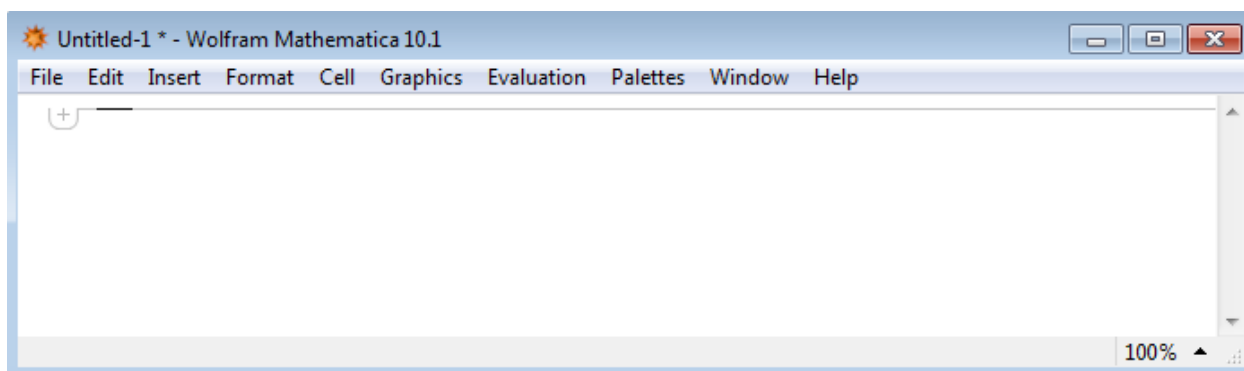 Untitled-1 * - Wolfram Mathematica 10.1
File Edit Insert Format Cell Graphics Evaluation Palettes Window Help
100%